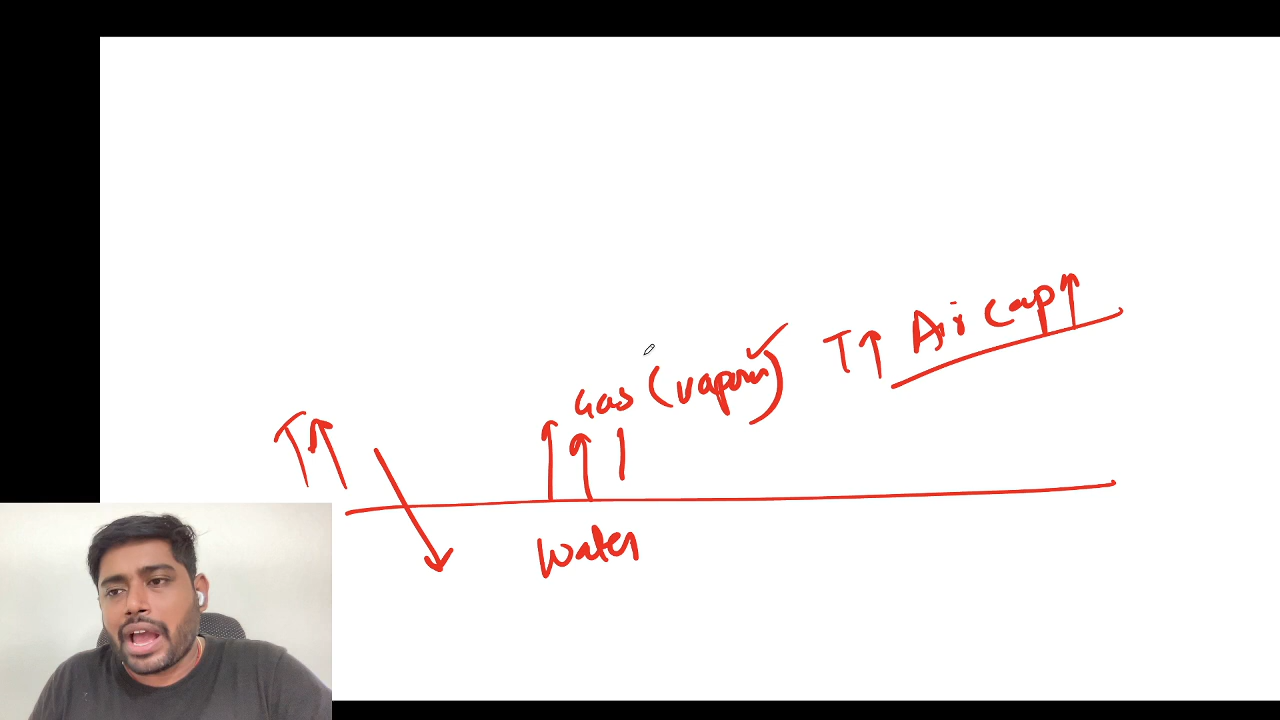 T↑ Air cap↑
Gas (vapour) ✓
T↑
Water